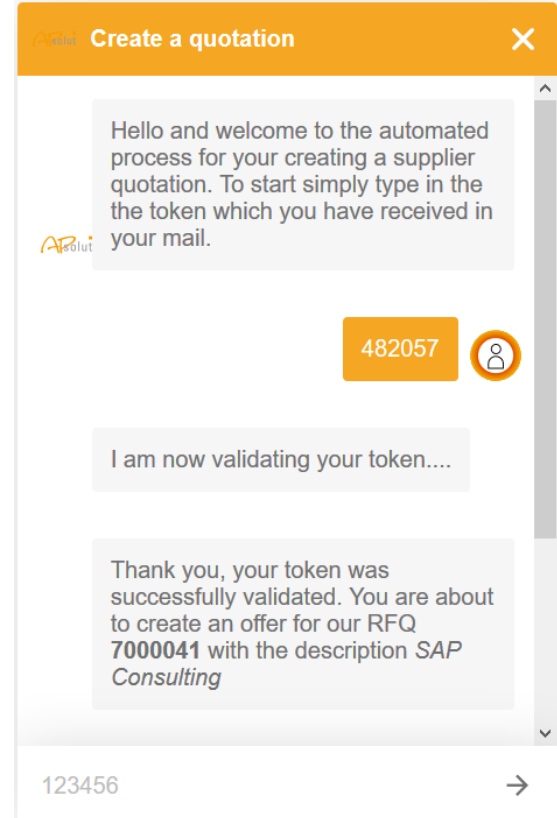 APsolut Create a quotation
Hello and welcome to the automated
process for your creating a supplier
quotation. To start simply type in the
the token which you have received in
your mail.
APsolut
482057
I am now validating your token....
Thank you, your token was
successfully validated. You are about
to create an offer for our RFQ
7000041 with the description SAP
Consulting
123456